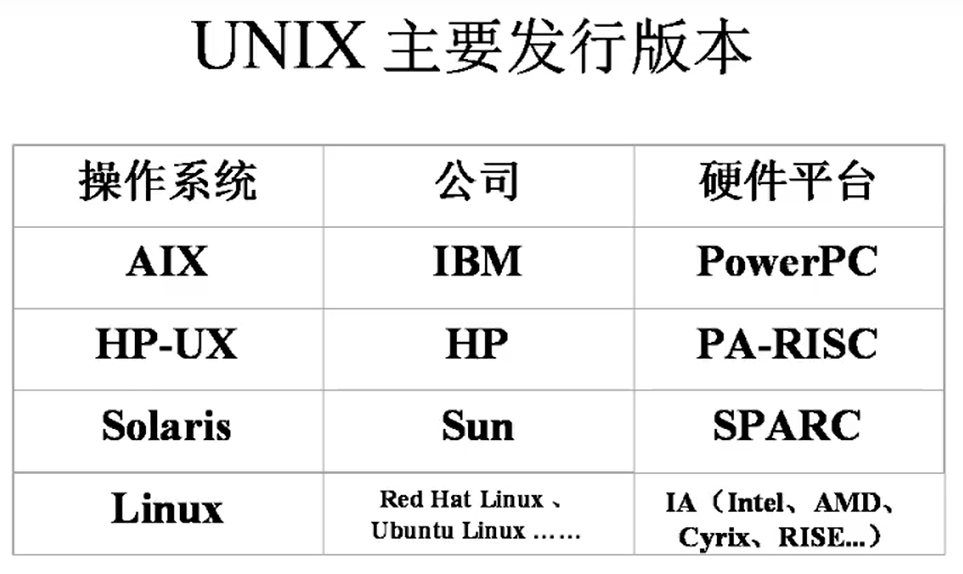 UNIX 主要发行版本
操作系统 公司 硬件平台
AIX IBM PowerPC
HP-UX HP PA-RISC
Solaris Sun SPARC
Linux Red Hat Linux 、 IA（Intel、AMD、
Ubuntu Linux …… Cyrix、RISE...）